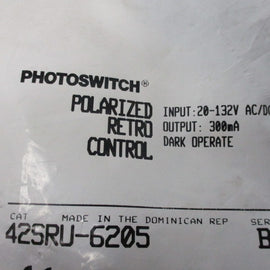 PHOTOSWITCH®
POLARIZED
RETRO
CONTROL
INPUT:20-132V AC/DC
OUTPUT: 300mA
DARK OPERATE
CAT MADE IN THE DOMINICAN REP SER
42SRU-6205 B